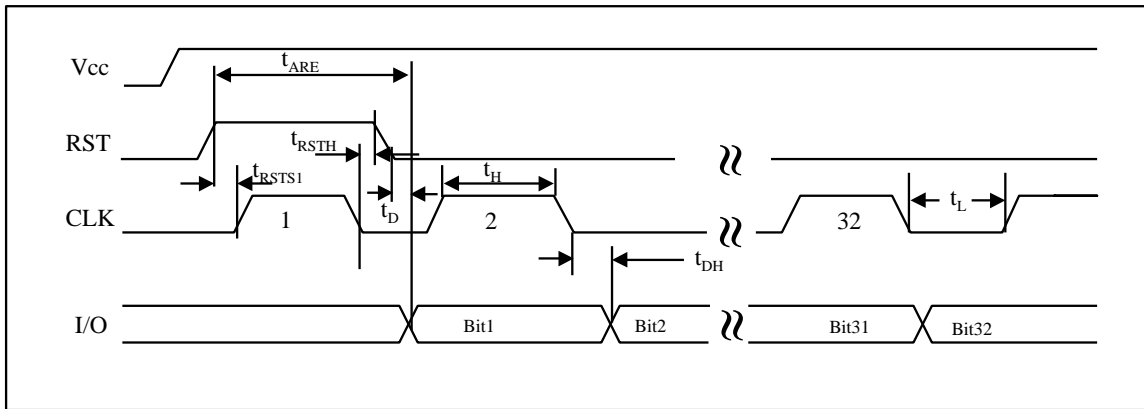 Vcc
tARE
RST
tRSTH
tRSTS1
tH
CLK
1
tD
2
32
tL
tDH
I/O
Bit1
Bit2
Bit31
Bit32